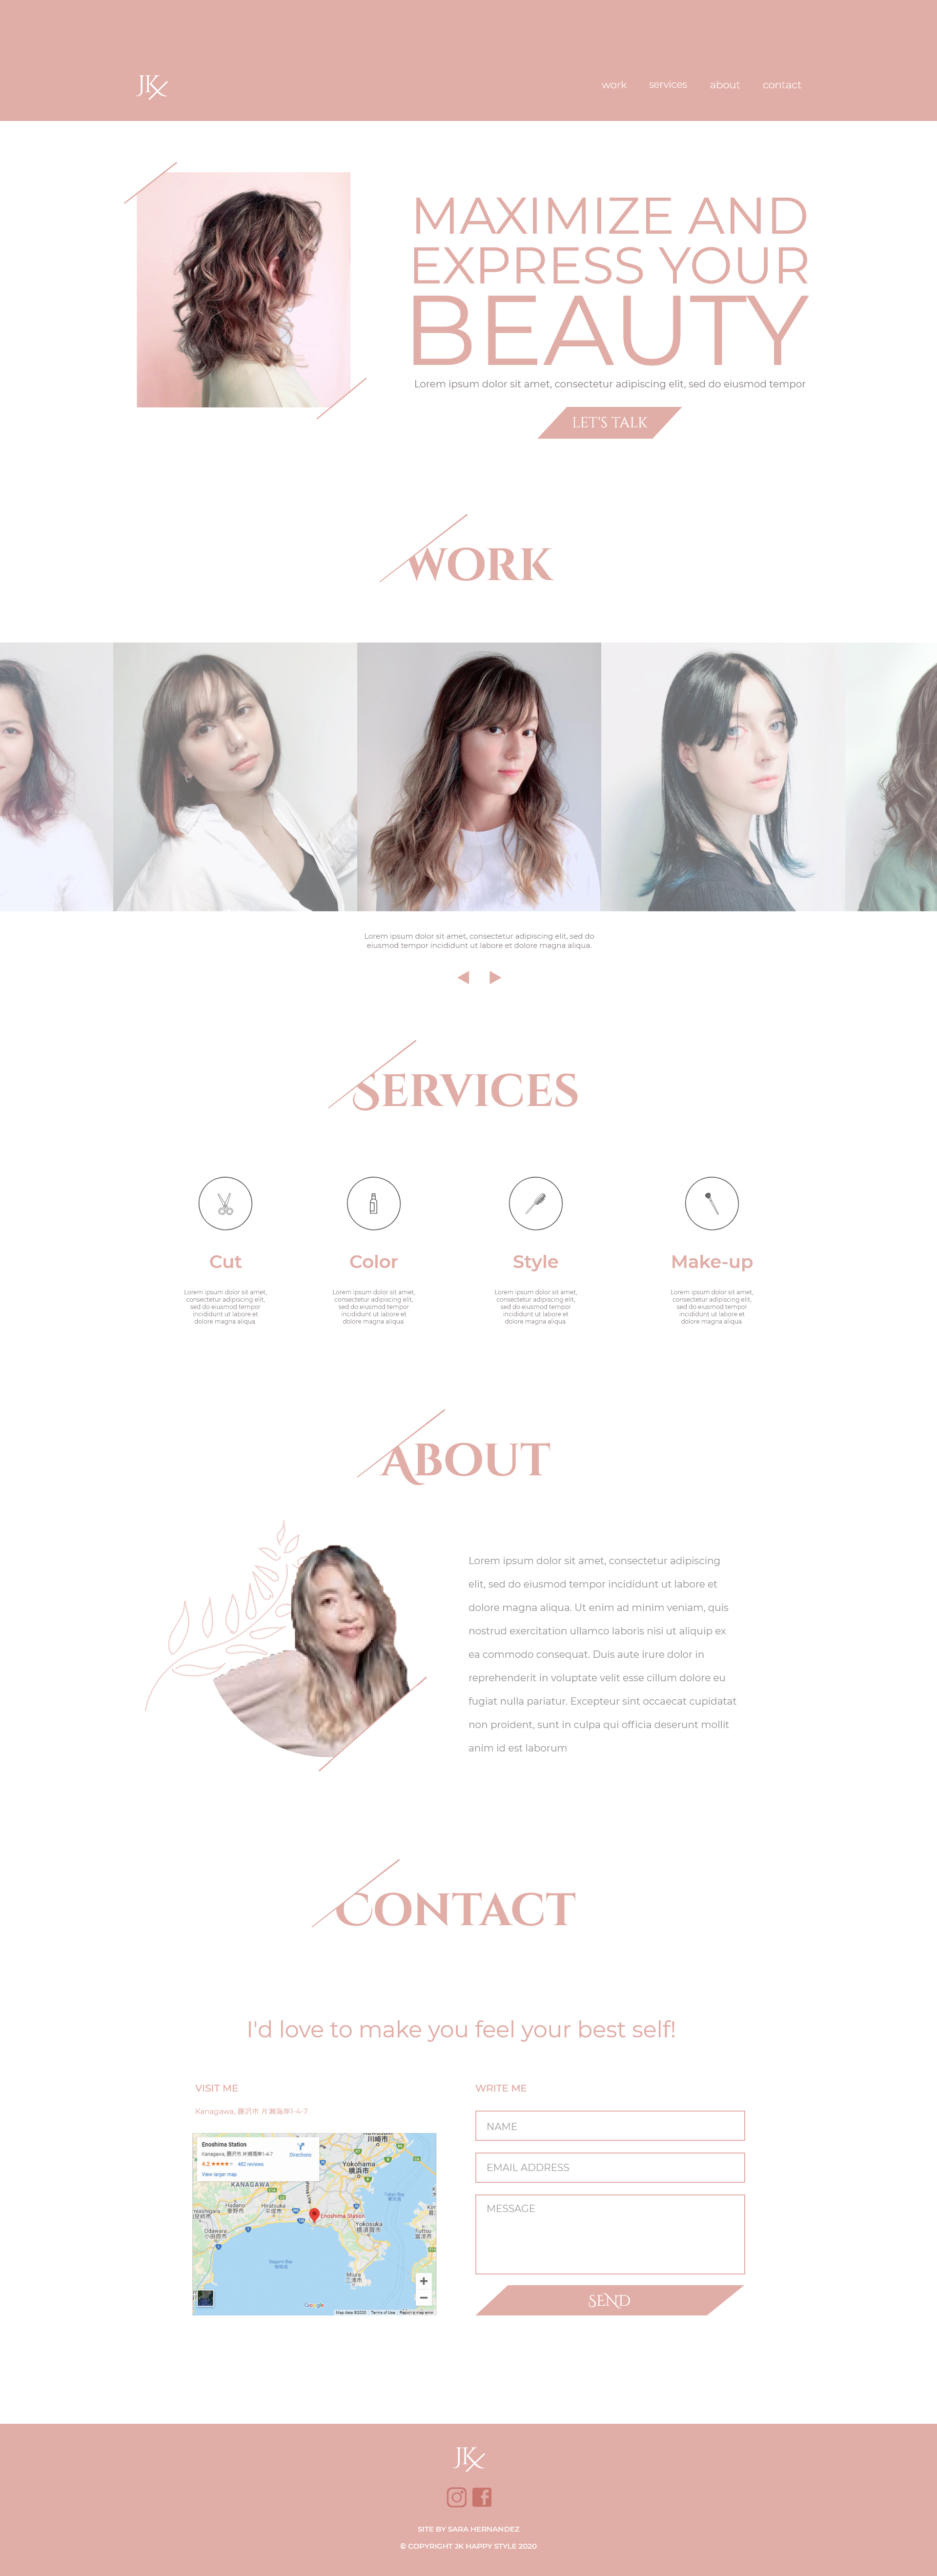 JK
work services about contact
MAXIMIZE AND
EXPRESS YOUR
BEAUTY
Lorem ipsum dolor sit amet, consectetur adipiscing elit, sed do eiusmod tempor
LET'S TALK
WORK
Lorem ipsum dolor sit amet, consectetur adipiscing elit, sed do
eiusmod tempor incididunt ut labore et dolore magna aliqua.
SERVICES
Cut
Lorem ipsum dolor sit amet,
consectetur adipiscing elit,
sed do eiusmod tempor
incididunt ut labore et
dolore magna aliqua.
Color
Lorem ipsum dolor sit amet,
consectetur adipiscing elit,
sed do eiusmod tempor
incididunt ut labore et
dolore magna aliqua.
Style
Lorem ipsum dolor sit amet,
consectetur adipiscing elit,
sed do eiusmod tempor
incididunt ut labore et
dolore magna aliqua.
Make-up
Lorem ipsum dolor sit amet,
consectetur adipiscing elit,
sed do eiusmod tempor
incididunt ut labore et
dolore magna aliqua.
ABOUT
Lorem ipsum dolor sit amet, consectetur adipiscing
elit, sed do eiusmod tempor incididunt ut labore et
dolore magna aliqua. Ut enim ad minim veniam, quis
nostrud exercitation ullamco laboris nisi ut aliquip ex
ea commodo consequat. Duis aute irure dolor in
reprehenderit in voluptate velit esse cillum dolore eu
fugiat nulla pariatur. Excepteur sint occaecat cupidatat
non proident, sunt in culpa qui officia deserunt mollit
anim id est laborum
CONTACT
I'd love to make you feel your best self!
VISIT ME
Kanagawa, 藤沢市 片瀬海岸1-4-7
Enoshima Station
Kanagawa, 藤沢市 片瀬海岸1-4-7
Directions
4.2 ★★★★ 482 reviews
View larger map
川崎市
Yokohama
横浜市
KANAGAWA
Hadano
秦野市
Hiratsuka
平塚市
Tokyo Bay
Enoshima Station
Yokosuka
横須賀市
Odawara
小田原市
Futtsu
富津市
Sagami Bay
Miura
三浦市
Google
Map data ©2020 Terms of Use Report a map error
WRITE ME
NAME
EMAIL ADDRESS
MESSAGE
SEND
JK
SITE BY SARA HERNANDEZ
© COPYRIGHT JK HAPPY STYLE 2020